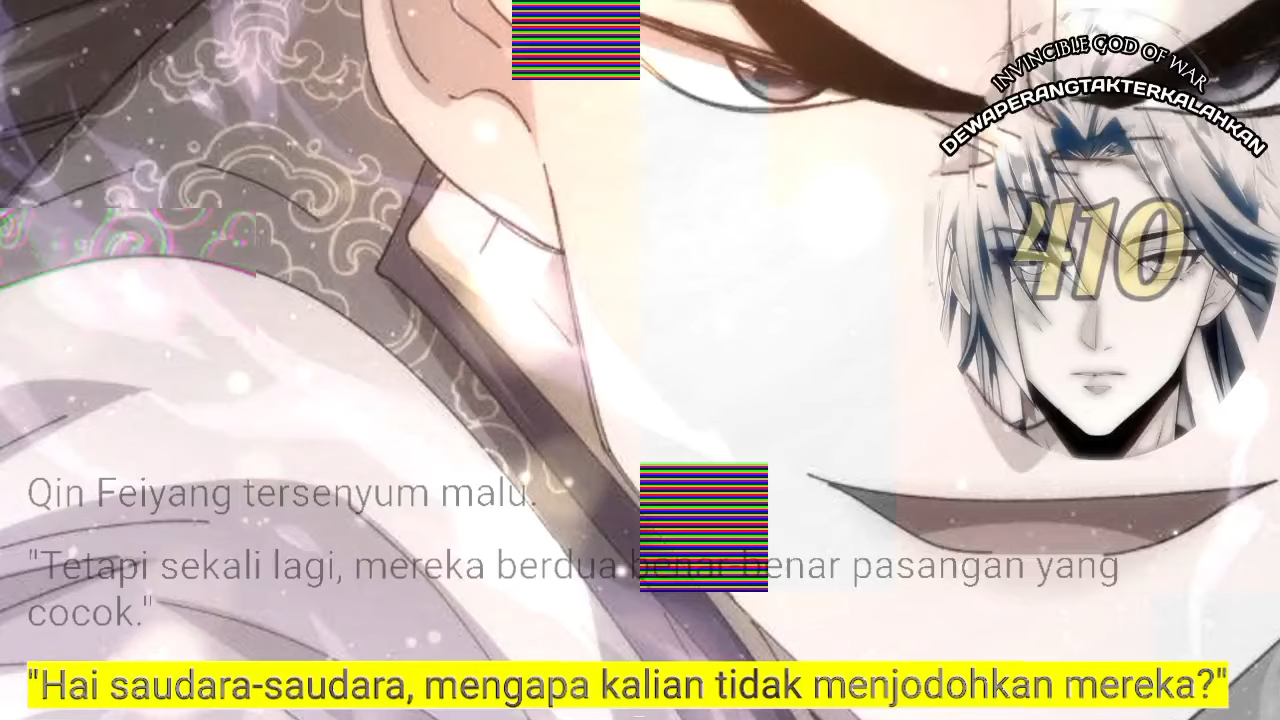 INVINCIBLE GOD OF WAR
DEWAPERANGTAKTERKALAHKAN
410
Qin Feiyang tersenyum malu.
"Tetapi sekali lagi, mereka berdua benar-benar pasangan yang
cocok."
"Hai saudara-saudara, mengapa kalian tidak menjodohkan mereka?"